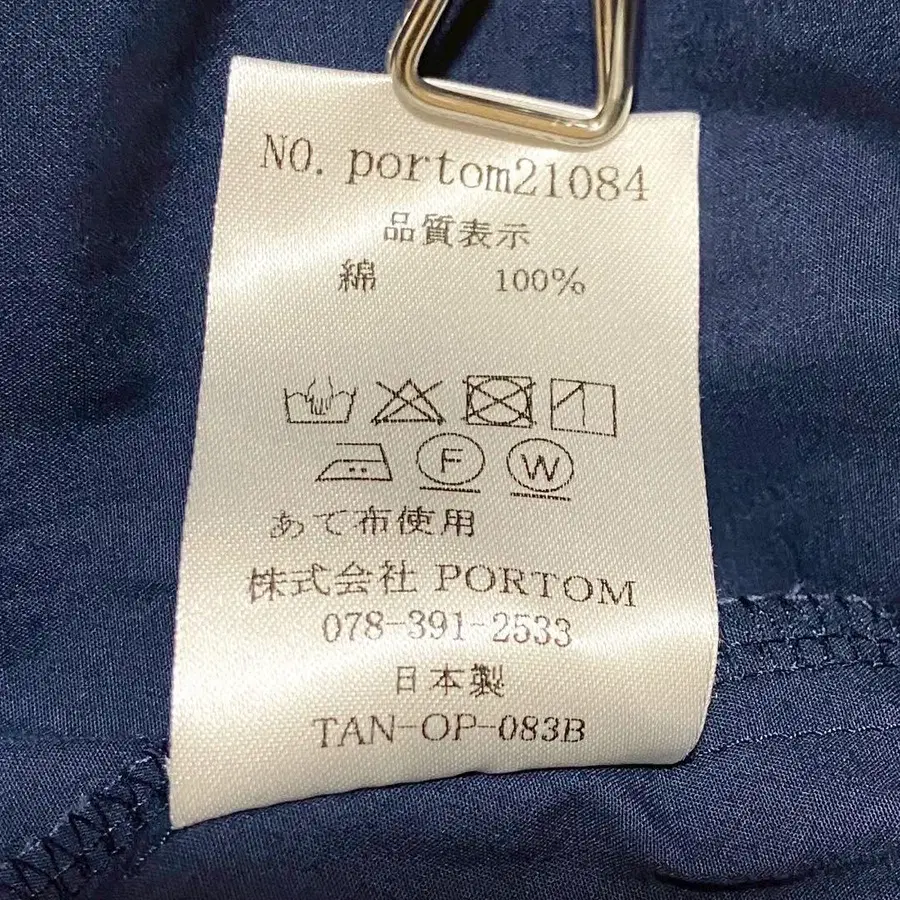 NO. portom21084
品質表示
綿 100%
F W
あて布使用
株式会社 PORTOM
078-391-2533
日本製
TAN-OP-083B